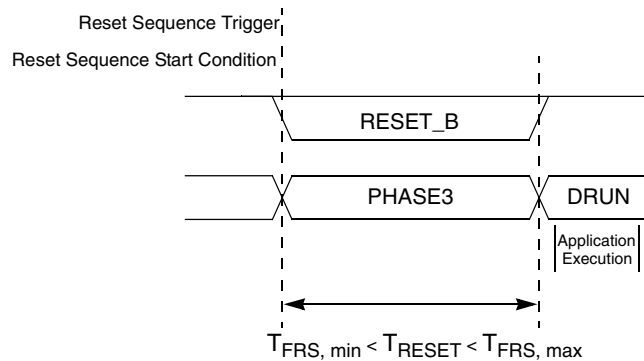 Reset Sequence Trigger
Reset Sequence Start Condition
RESET_B
PHASE3
DRUN
Application
Execution
TFRS, min < TRESET < TFRS, max